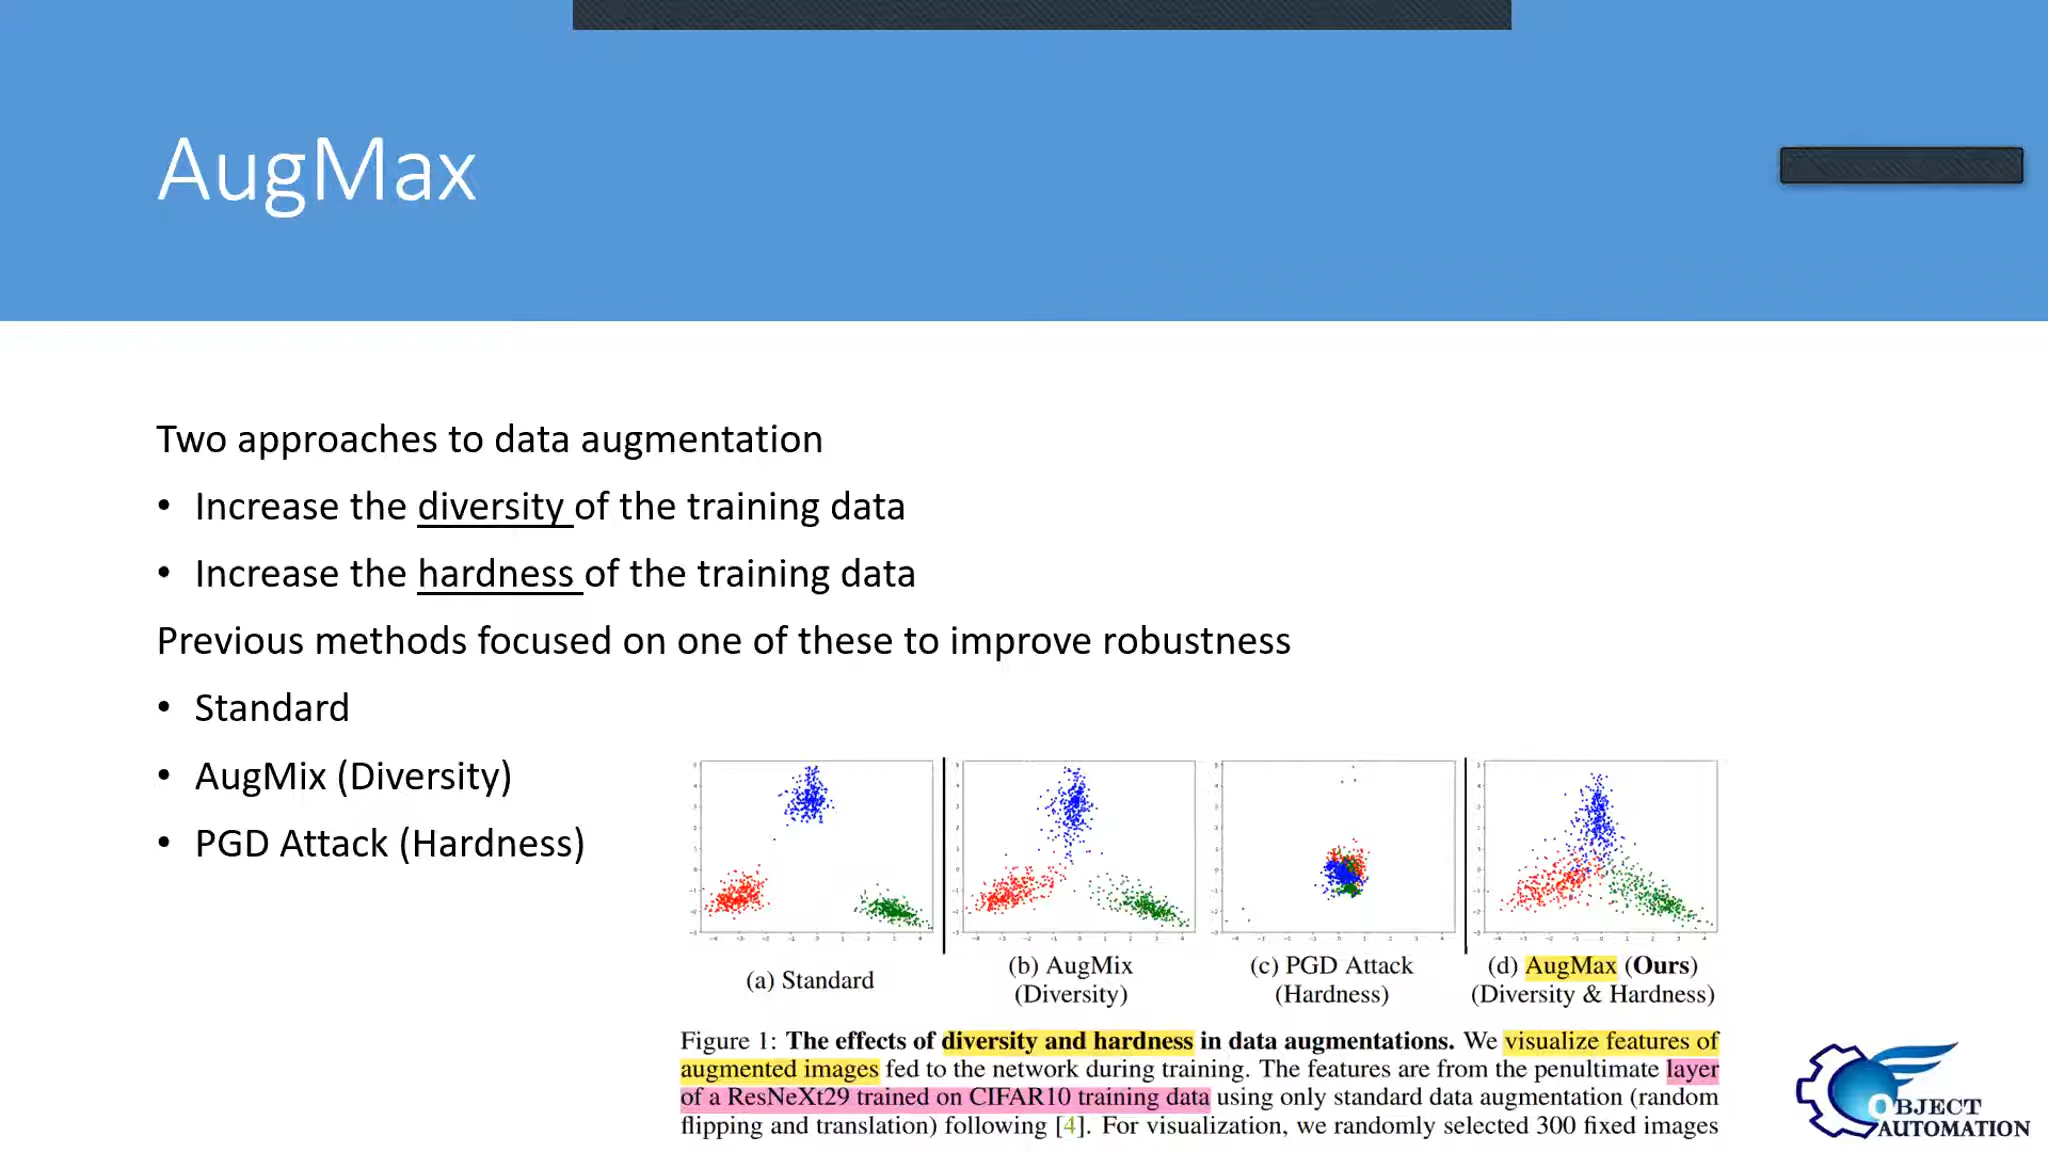 AugMax
Two approaches to data augmentation
• Increase the diversity of the training data
• Increase the hardness of the training data
Previous methods focused on one of these to improve robustness
• Standard
• AugMix (Diversity)
• PGD Attack (Hardness)
(a) Standard
(b) AugMix
(Diversity)
(c) PGD Attack
(Hardness)
(d) AugMax (Ours)
(Diversity & Hardness)
Figure 1: The effects of diversity and hardness in data augmentations. We visualize features of
augmented images fed to the network during training. The features are from the penultimate layer
of a ResNeXt29 trained on CIFAR10 training data using only standard data augmentation (random
flipping and translation) following [4]. For visualization, we randomly selected 300 fixed images
OBJECT
AUTOMATION